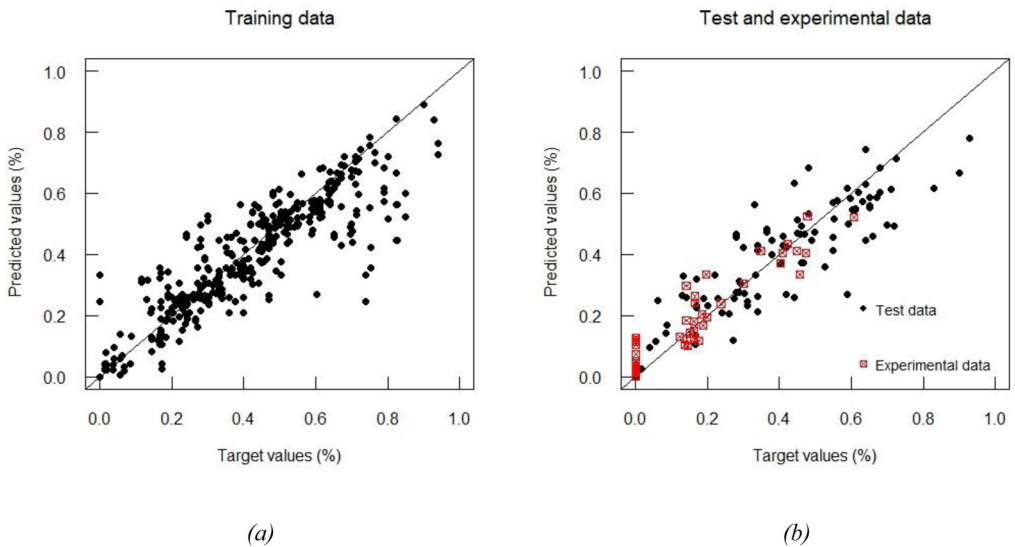 Training data
Test and experimental data
Predicted values (%)
1.0
0.8
0.6
0.4
0.2
0.0
0.0 0.2 0.4 0.6 0.8 1.0
Target values (%)
(a)
Predicted values (%)
1.0
0.8
0.6
0.4
0.2
0.0
Test data
Experimental data
0.0 0.2 0.4 0.6 0.8 1.0
Target values (%)
(b)